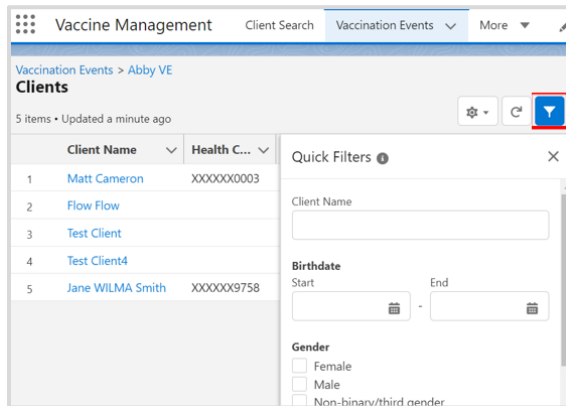 Vaccine Management Client Search Vaccination Events More
Vaccination Events > Abby VE
Clients
5 items • Updated a minute ago
Client Name Health C...
1 Matt Cameron XXXXXX0003
2 Flow Flow
3 Test Client
4 Test Client4
5 Jane WILMA Smith XXXXXX9758
Quick Filters
Client Name
Birthdate
Start End
-
Gender
Female
Male
Non-binary/third gender